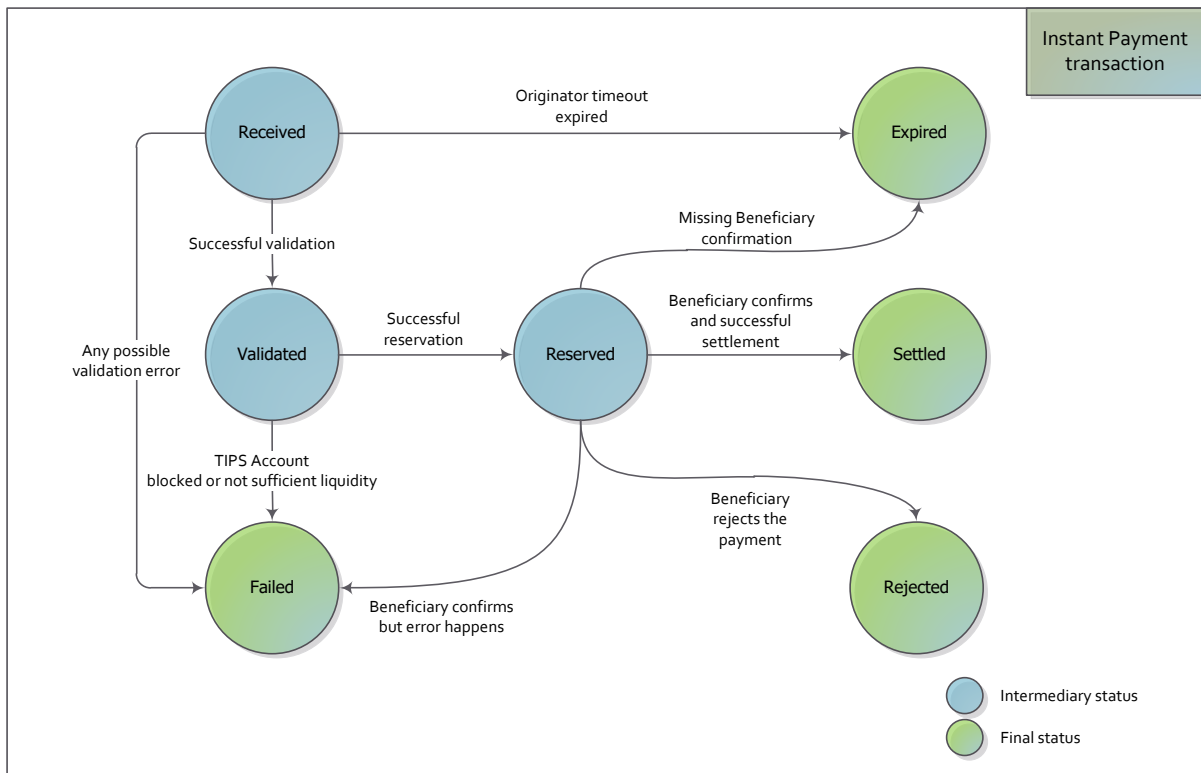 Instant Payment
transaction
Received
Originator timeout
expired
Expired
Successful validation
Missing Beneficiary
confirmation
Any possible
validation error
Validated
Successful
reservation
Reserved
Beneficiary confirms
and successful
settlement
Settled
TIPS Account
blocked or not sufficient liquidity
Beneficiary
rejects the
payment
Failed
Beneficiary confirms
but error happens
Rejected
Intermediary status
Final status